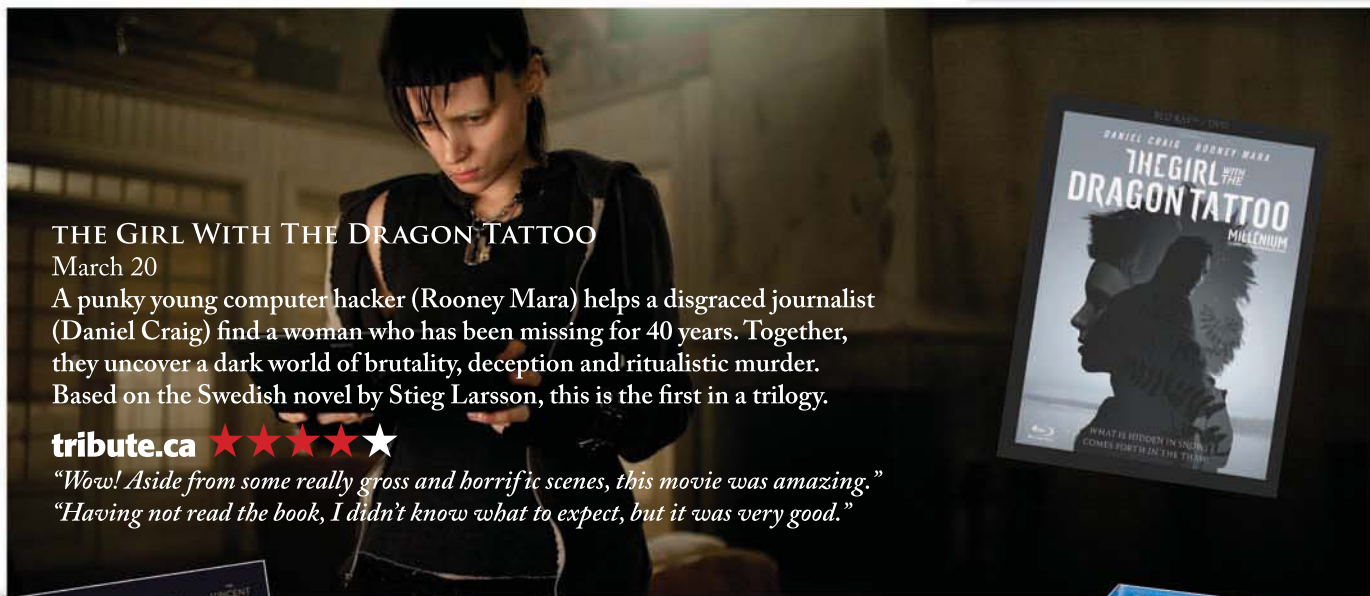 THE GIRL WITH THE DRAGON TATTOO
March 20
A punky young computer hacker (Rooney Mara) helps a disgraced journalist
(Daniel Craig) find a woman who has been missing for 40 years. Together,
they uncover a dark world of brutality, deception and ritualistic murder.
Based on the Swedish novel by Stieg Larsson, this is the first in a trilogy.
tribute.ca
“Wow! Aside from some really gross and horrific scenes, this movie was amazing.”
“Having not read the book, I didn’t know what to expect, but it was very good.”
BLU-RAY™ / DVD
DANIEL CRAIG ROONEY MARA
THE GIRL WITH THE
DRAGON TATTOO
MILLÉNIUM
WHAT IS HIDDEN IN SNOW,
COMES FORTH IN THE THAW.
VINCENT